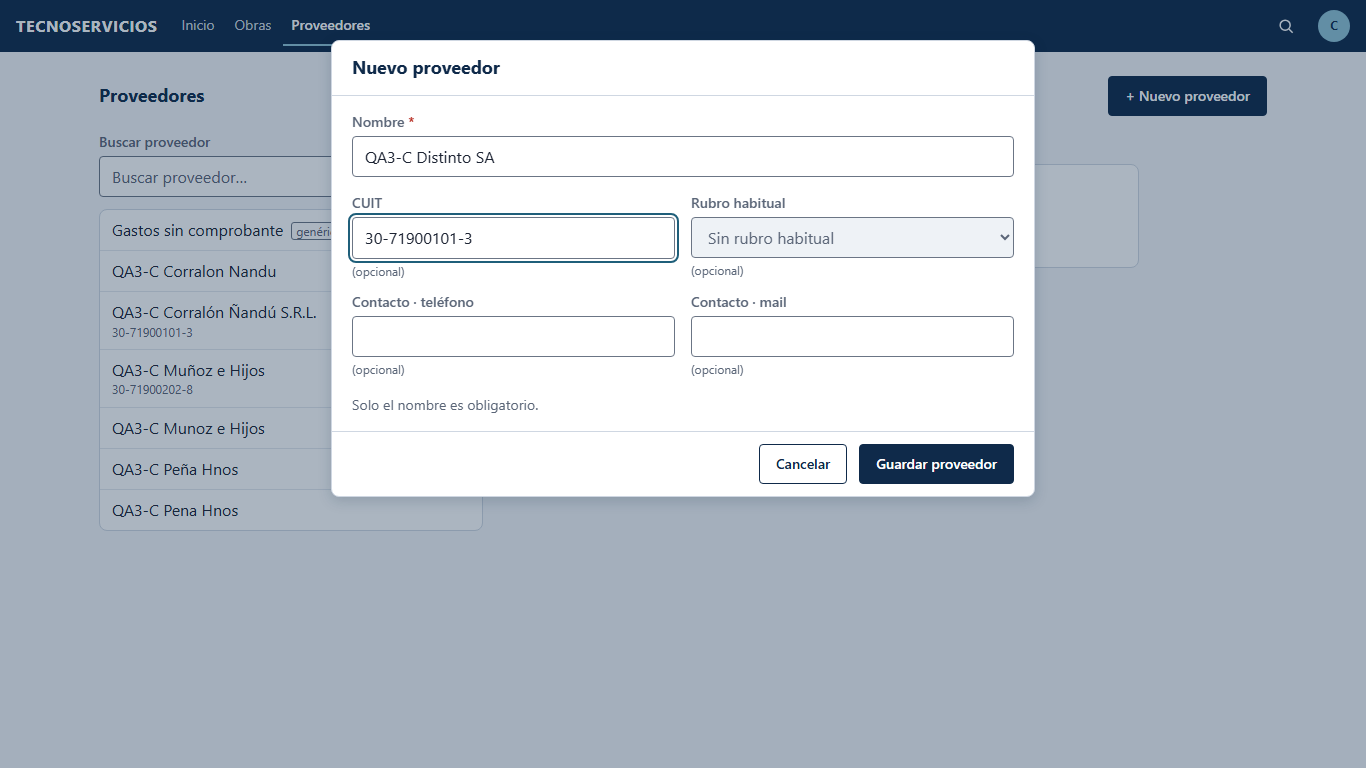 TECNOSERVICIOS Inicio Obras Proveedores C
Proveedores
+ Nuevo proveedor
Buscar proveedor
Buscar proveedor...
Gastos sin comprobante
QA3-C Corralon Nandu
QA3-C Corralón Ñandú S.R.L.
30-71900101-3
QA3-C Muñoz e Hijos
30-71900202-8
QA3-C Munoz e Hijos
QA3-C Peña Hnos
QA3-C Pena Hnos
Nuevo proveedor
Nombre *
QA3-C Distinto SA
CUIT Rubro habitual
30-71900101-3 Sin rubro habitual
(opcional) (opcional)
Contacto · teléfono Contacto · mail
(opcional) (opcional)
Solo el nombre es obligatorio.
Cancelar Guardar proveedor